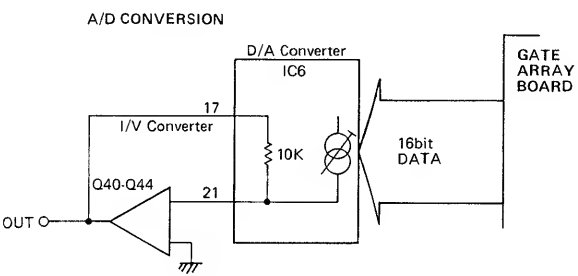 A/D CONVERSION
D/A Converter
IC6
GATE
ARRAY
BOARD
17
I/V Converter
10K
16bit
DATA
Q40-Q44
21
OUT